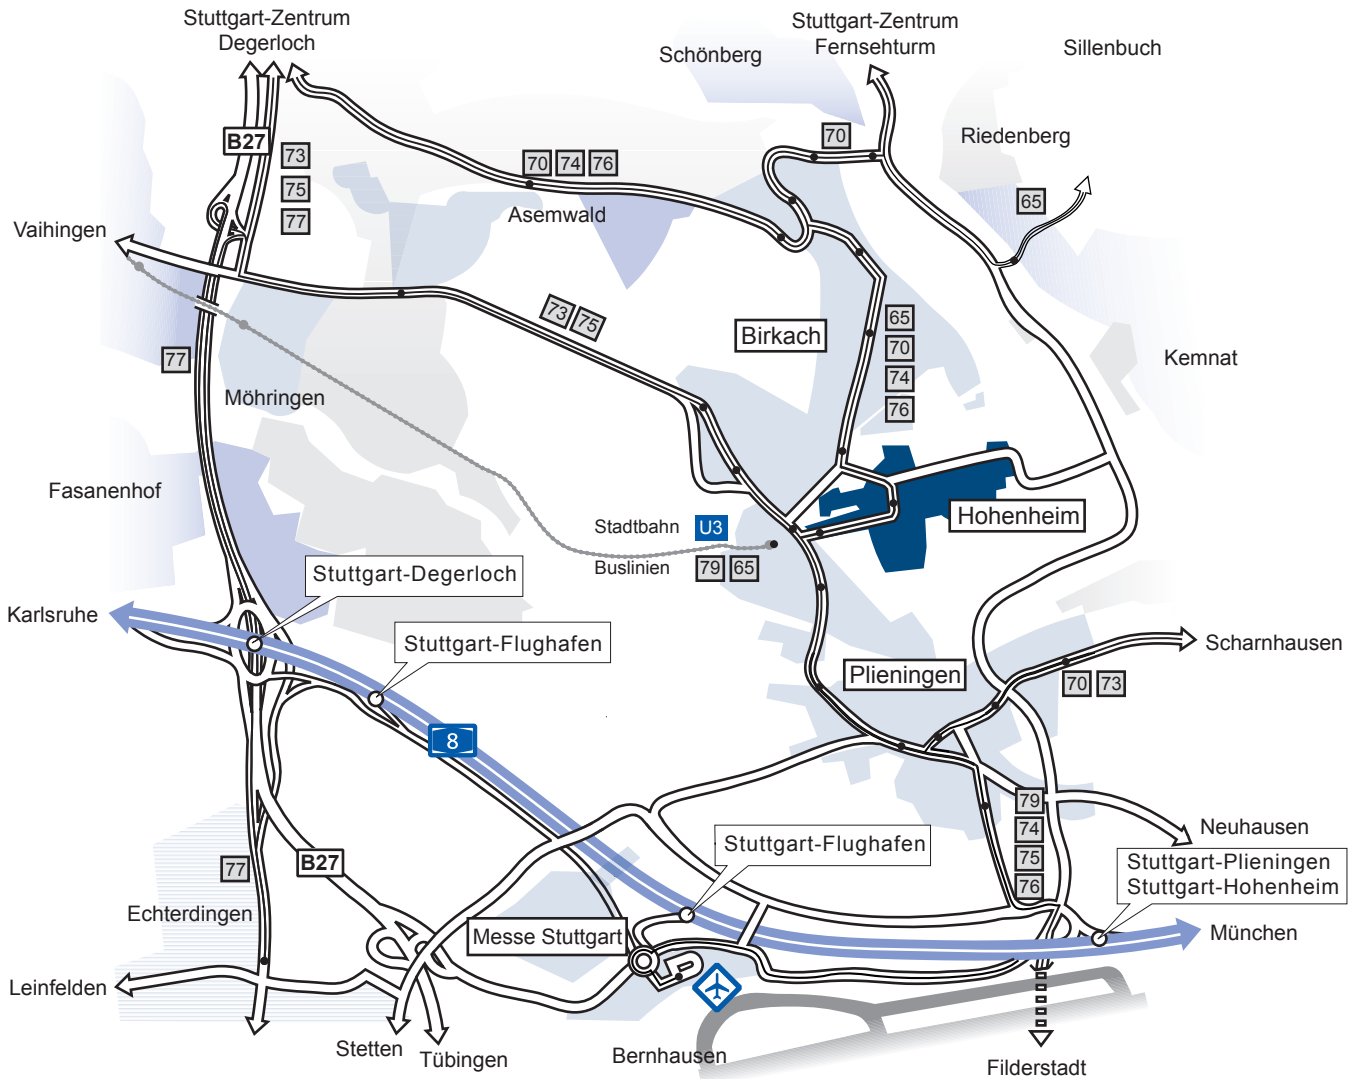 Stuttgart-Zentrum
Degerloch
Stuttgart-Zentrum
Fernsehturm
Schönberg
Sillenbuch
B27
73
75
77
70 74 76
70
Riedenberg
65
Asemwald
Vaihingen
73 75
Birkach
65
70
74
76
Kemnat
77
Möhringen
Fasanenhof
Hohenheim
Stadtbahn U3
Buslinien 79 65
Stuttgart-Degerloch
Karlsruhe
Stuttgart-Flughafen
Scharnhausen
Plieningen
70 73
8
79
74
75
76
Neuhausen
Stuttgart-Flughafen
Stuttgart-Plieningen
Stuttgart-Hohenheim
77
B27
Echterdingen
Messe Stuttgart
München
Leinfelden
Stetten
Tübingen
Bernhausen
Filderstadt